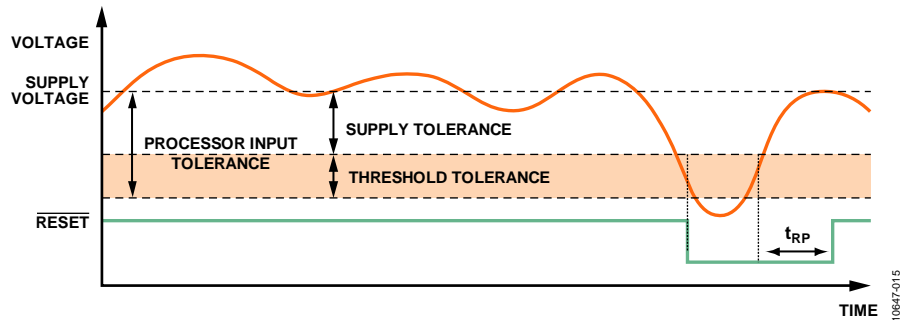 VOLTAGE
SUPPLY
VOLTAGE
SUPPLY TOLERANCE
PROCESSOR INPUT
TOLERANCE
THRESHOLD TOLERANCE
RESET
tRP
TIME
10647-015